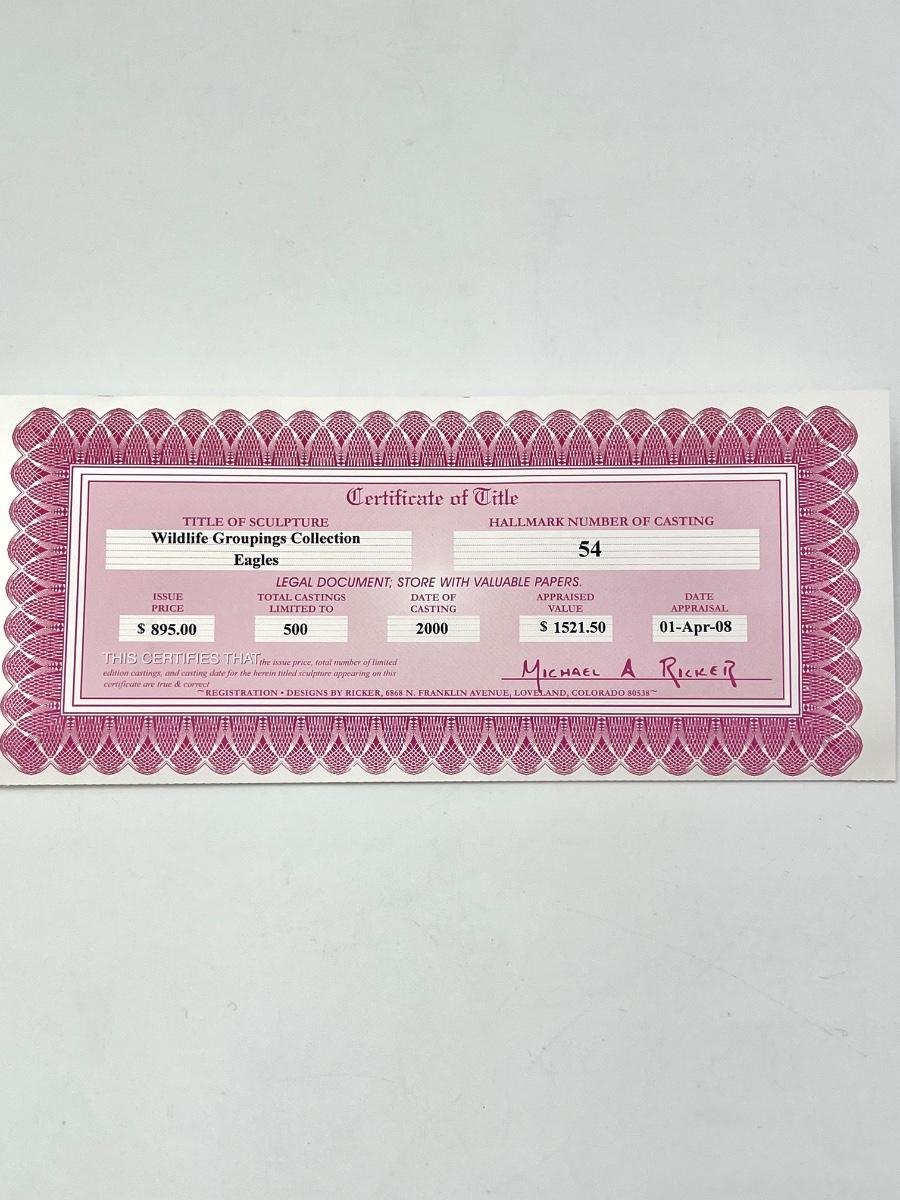 Certificate of Title
TITLE OF SCULPTURE
Wildlife Groupings Collection
Eagles
HALLMARK NUMBER OF CASTING
54
LEGAL DOCUMENT; STORE WITH VALUABLE PAPERS.
ISSUE
PRICE
$ 895.00
TOTAL CASTINGS
LIMITED TO
500
DATE OF
CASTING
2000
APPRAISED
VALUE
$ 1521.50
DATE
APPRAISAL
01-Apr-08
THIS CERTIFIES THAT the issue price, total number of limited
edition castings, and casting date for the herein titled sculpture appearing on this
certificate are true & correct
MICHAEL A RICKER
~REGISTRATION • DESIGNS BY RICKER, 6868 N. FRANKLIN AVENUE, LOVELAND, COLORADO 80538~